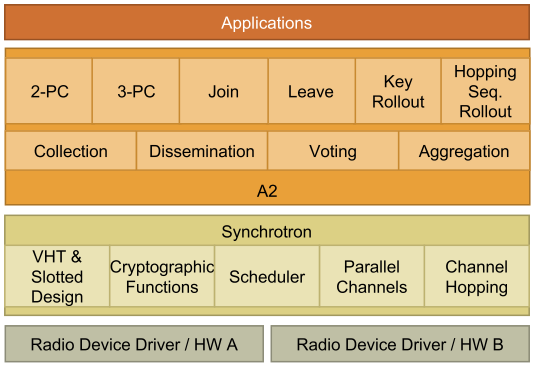 Applications
2-PC
3-PC
Join
Leave
Key
Rollout
Hopping
Seq.
Rollout
Collection
Dissemination
Voting
Aggregation
A2
Synchrotron
VHT &
Slotted
Design
Cryptographic
Functions
Scheduler
Parallel
Channels
Channel
Hopping
Radio Device Driver / HW A
Radio Device Driver / HW B